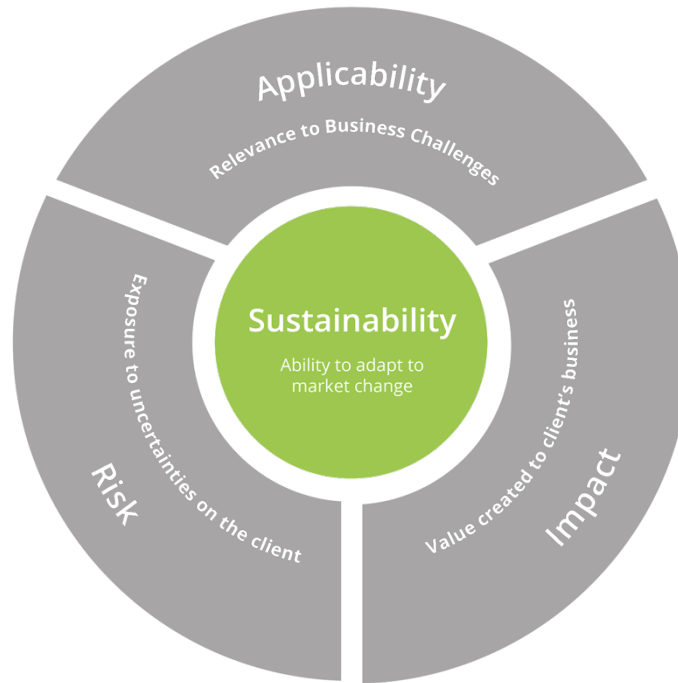 Applicability
Relevance to Business Challenges
Sustainability
Ability to adapt to
market change
Risk
Exposure to uncertainties on the client
Impact
Value created to client's business